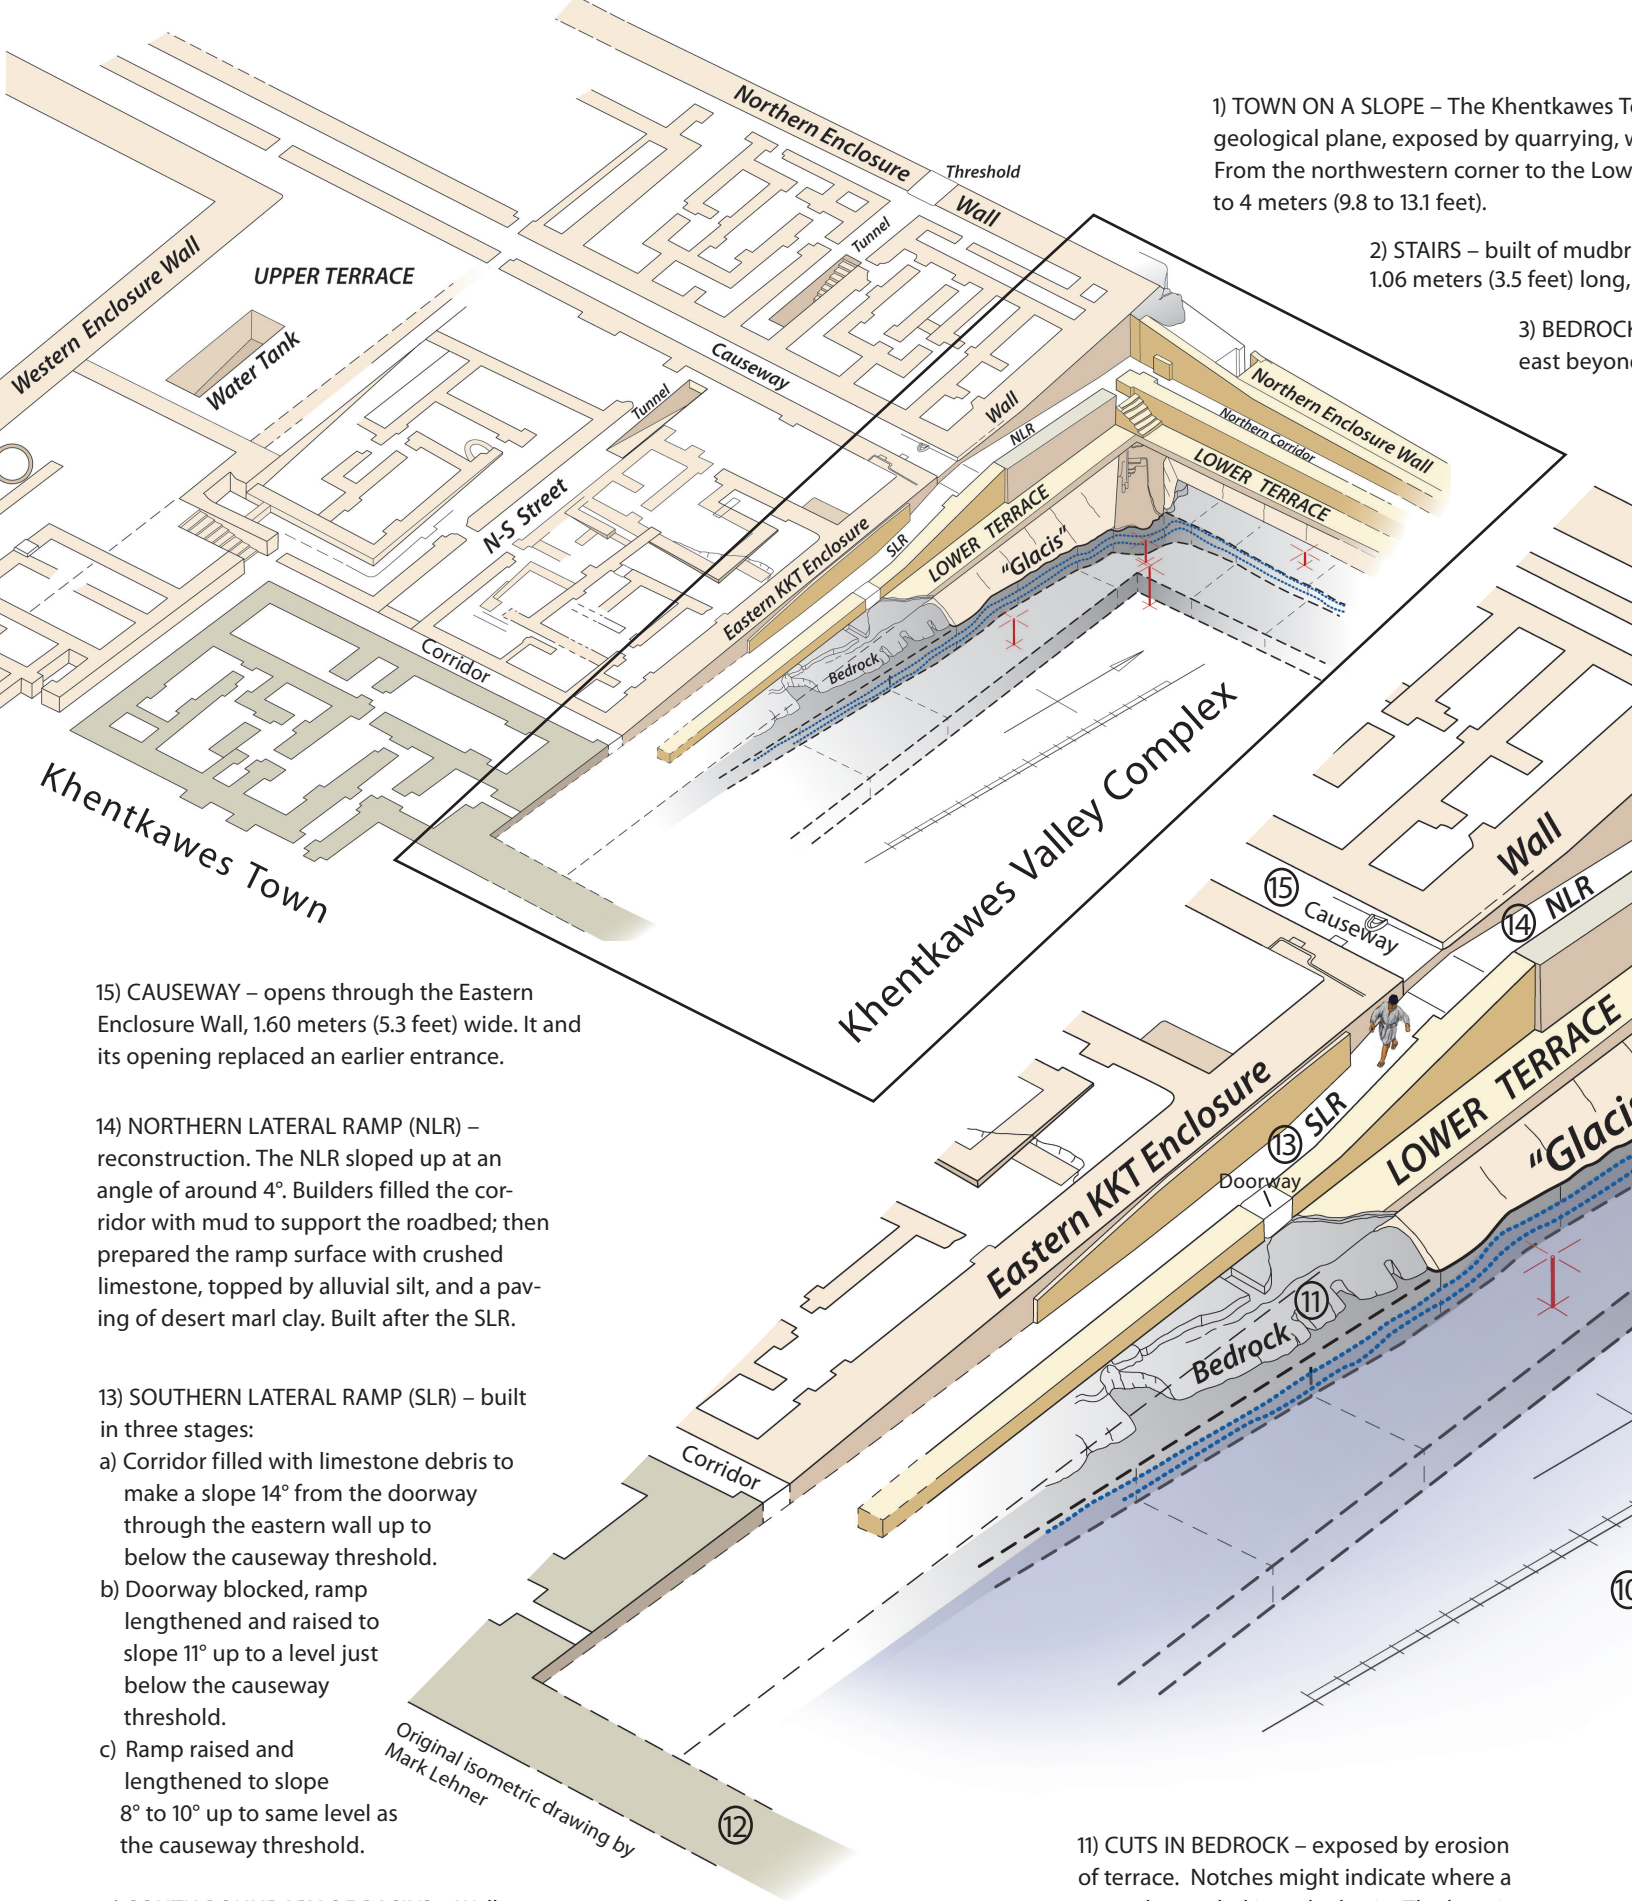 Northern Enclosure
Threshold
Wall
Tunnel
Western Enclosure Wall
UPPER TERRACE
Water Tank
Causeway
Tunnel
Wall
NLR
Northern Enclosure Wall
Northern Corridor
LOWER TERRACE
N-S Street
Eastern KKT Enclosure
SLR
LOWER TERRACE
"Glacis"
Bedrock
Corridor
Khentkawes Town
Khentkawes Valley Complex
1) TOWN ON A SLOPE – The Khentkawes
geological plane, exposed by quarrying,
From the northwestern corner to the
to 4 meters (9.8 to 13.1 feet).
2) STAIRS – built of
1.06 meters (3.5 feet) long,
3)
east
15) CAUSEWAY – opens through the Eastern
Enclosure Wall, 1.60 meters (5.3 feet) wide. It and
its opening replaced an earlier entrance.
14) NORTHERN LATERAL RAMP (NLR) –
reconstruction. The NLR sloped up at an
angle of around 4°. Builders filled the cor-
ridor with mud to support the roadbed; then
prepared the ramp surface with crushed
limestone, topped by alluvial silt, and a pav-
ing of desert marl clay. Built after the SLR.
13) SOUTHERN LATERAL RAMP (SLR) – built
in three stages:
a) Corridor filled with limestone debris to
make a slope 14° from the doorway
through the eastern wall up to
below the causeway threshold.
b) Doorway blocked, ramp
lengthened and raised to
slope 11° up to a level just
below the causeway
threshold.
c) Ramp raised and
lengthened to slope
8° to 10° up to same level as
the causeway threshold.
15
Causeway
Wall
14 NLR
13 SLR
Doorway
LOWER TERRACE
Eastern KKT Enclosure
11
Bedrock
Corridor
12
Original isometric drawing by
Mark Lehner
11) CUTS IN BEDROCK – exposed by erosion
of terrace. Notches might indicate where a